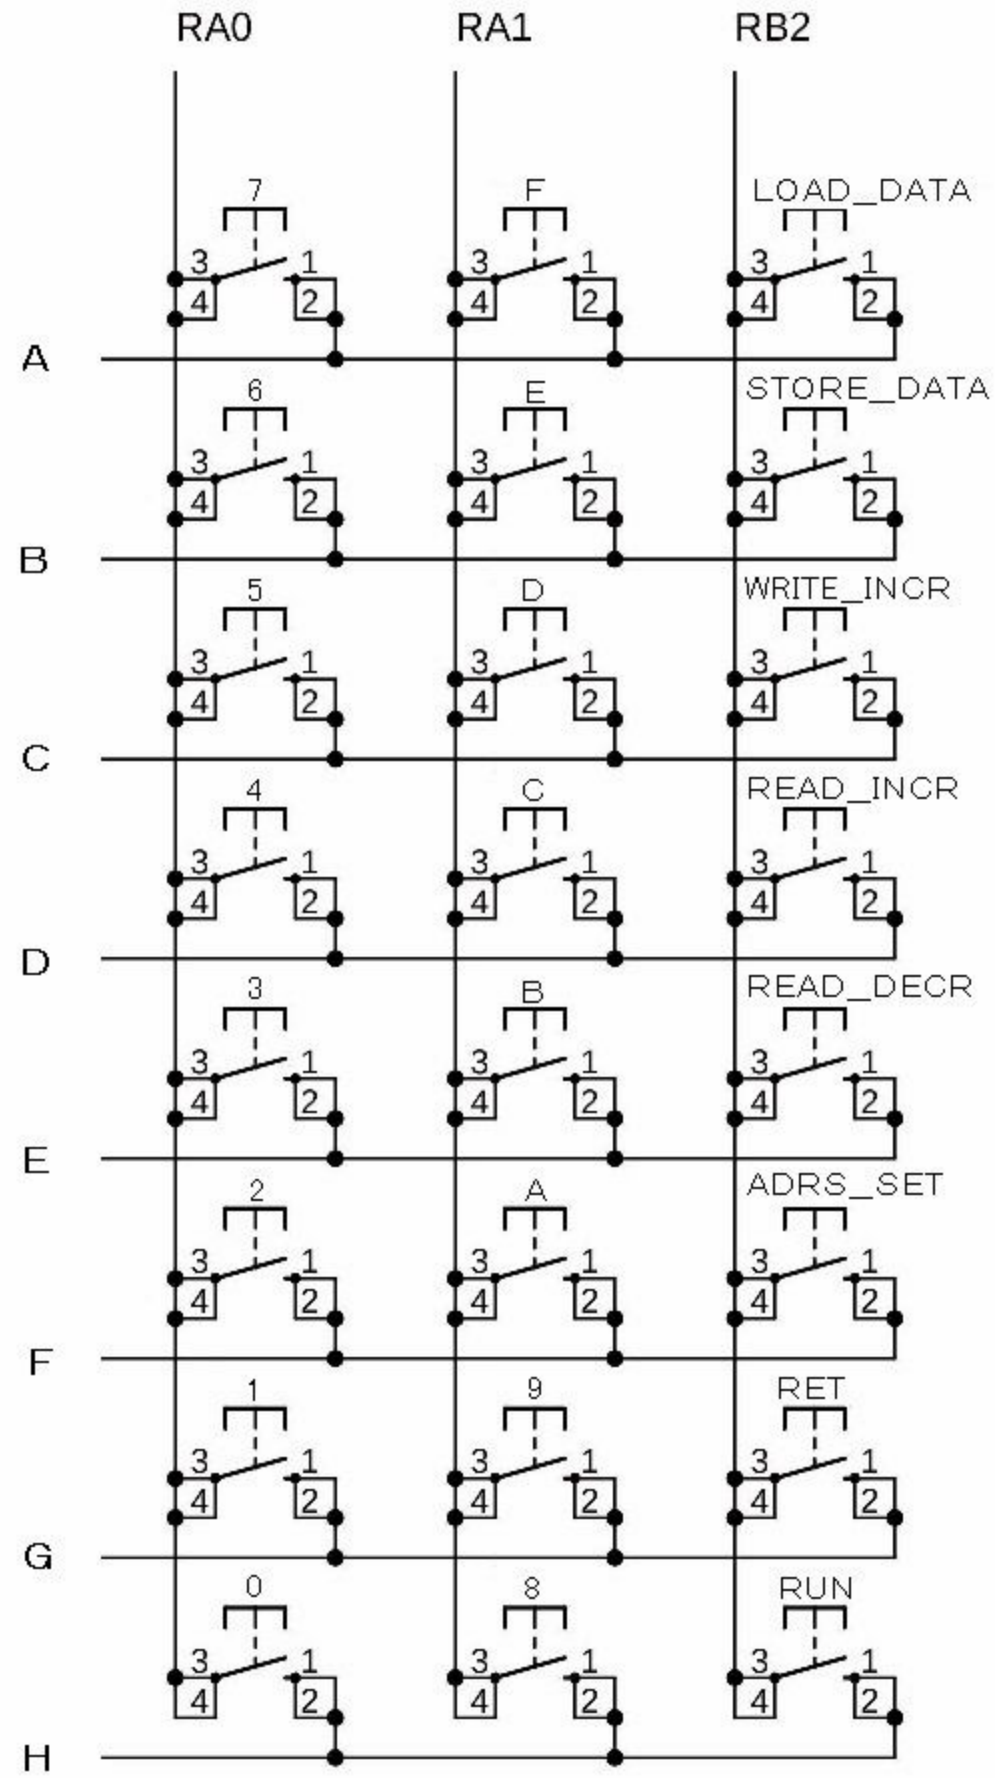 RA0 RA1 RB2
7 F LOAD_DATA
3 1 3 1 3 1
4 2 4 2 4 2
A
6 E STORE_DATA
3 1 3 1 3 1
4 2 4 2 4 2
B
5 D WRITE_INCR
3 1 3 1 3 1
4 2 4 2 4 2
C
4 C READ_INCR
3 1 3 1 3 1
4 2 4 2 4 2
D
3 B READ_DECR
3 1 3 1 3 1
4 2 4 2 4 2
E
2 A ADRS_SET
3 1 3 1 3 1
4 2 4 2 4 2
F
1 9 RET
3 1 3 1 3 1
4 2 4 2 4 2
G
0 8 RUN
3 1 3 1 3 1
4 2 4 2 4 2
H